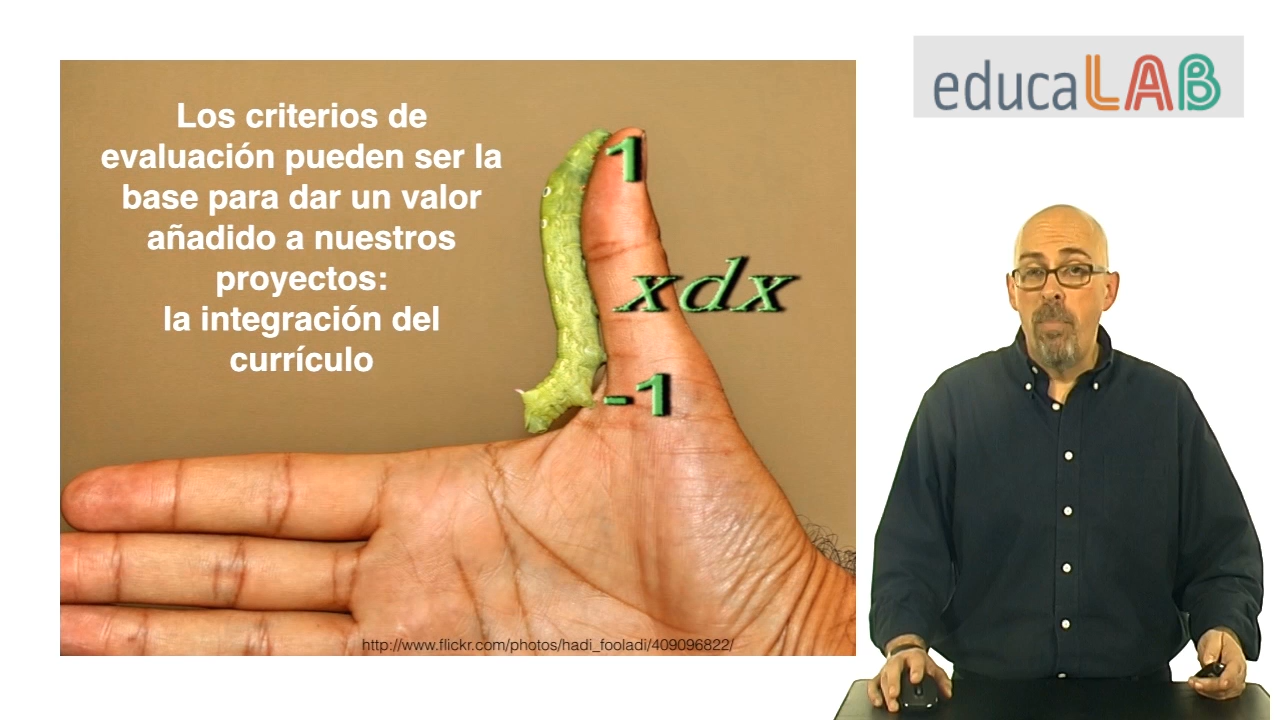 Los criterios de
evaluación pueden ser la
base para dar un valor
añadido a nuestros
proyectos:
la integración del
currículo
1
xdx
-1
http://www.flickr.com/photos/hadi_fooladi/409096822/
educaLAB